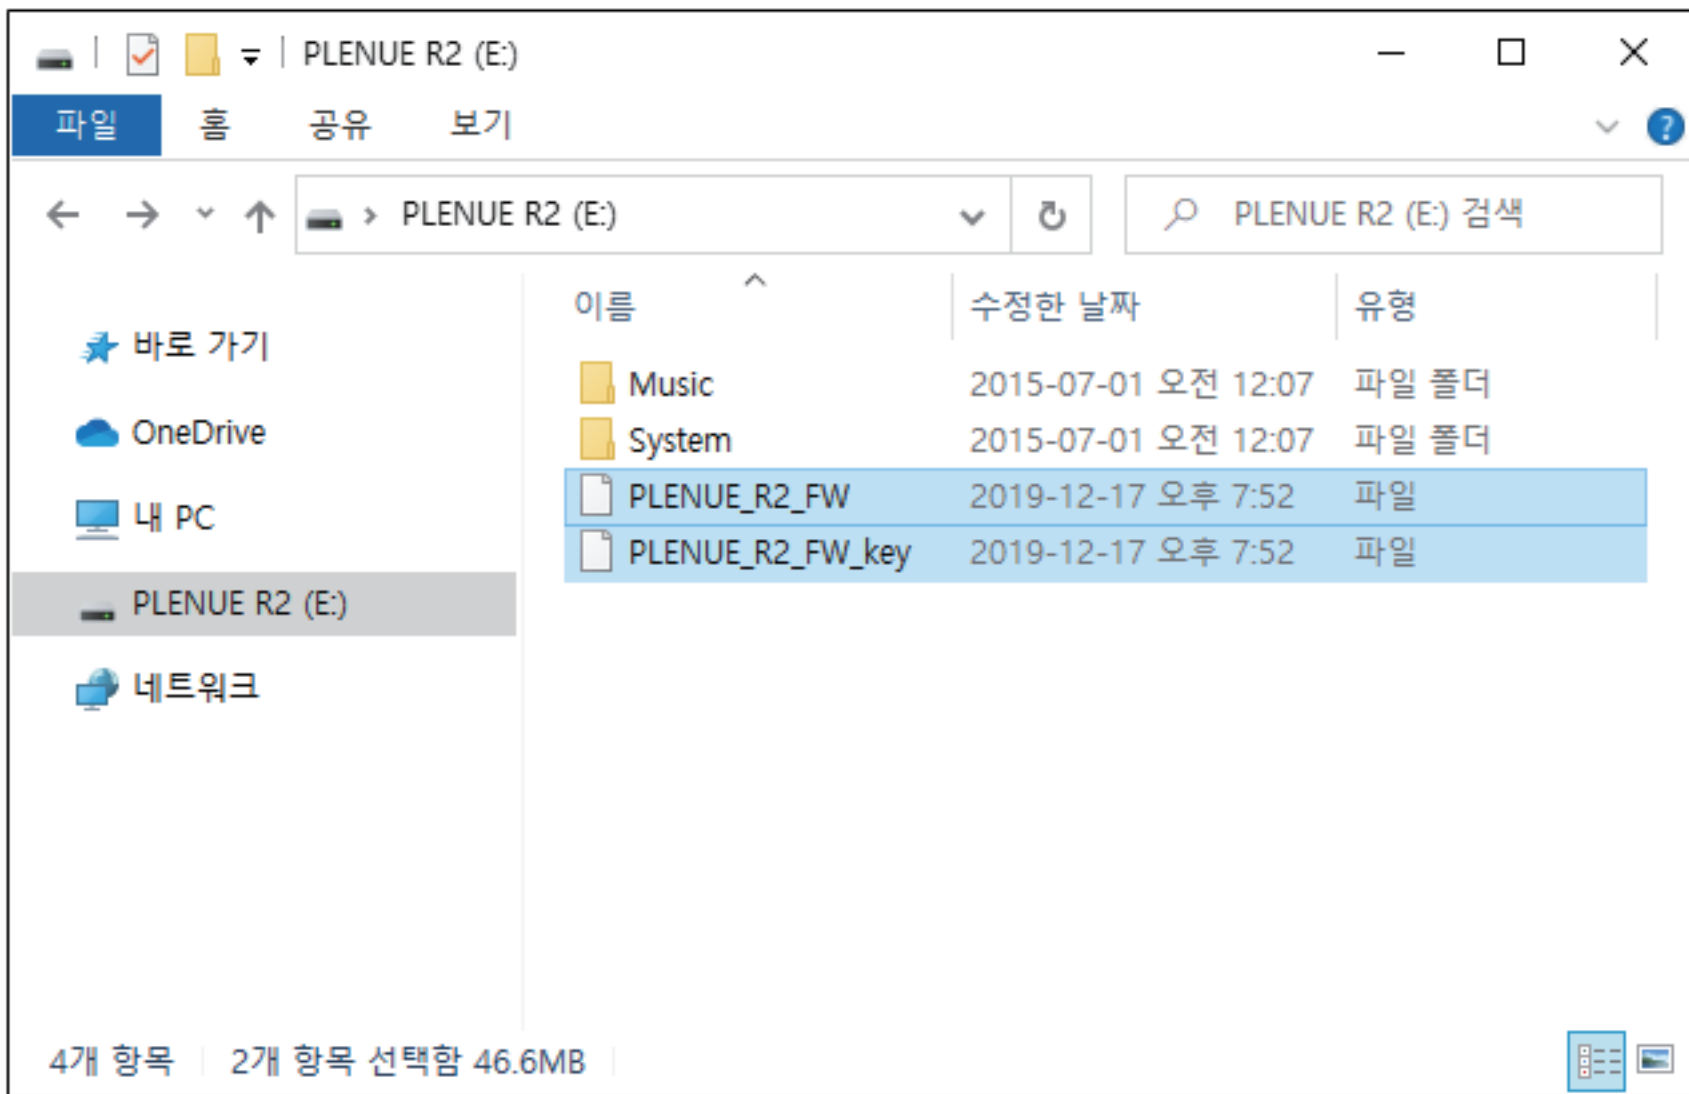 PLENUE R2 (E:)
파일 홈 공유 보기
PLENUE R2 (E:) PLENUE R2 (E:) 검색
이름 수정한 날짜 유형
바로 가기
OneDrive
내 PC
PLENUE R2 (E:)
네트워크
Music 2015-07-01 오전 12:07 파일 폴더
System 2015-07-01 오전 12:07 파일 폴더
PLENUE_R2_FW 2019-12-17 오후 7:52 파일
PLENUE_R2_FW_key 2019-12-17 오후 7:52 파일
4개 항목 2개 항목 선택함 46.6MB